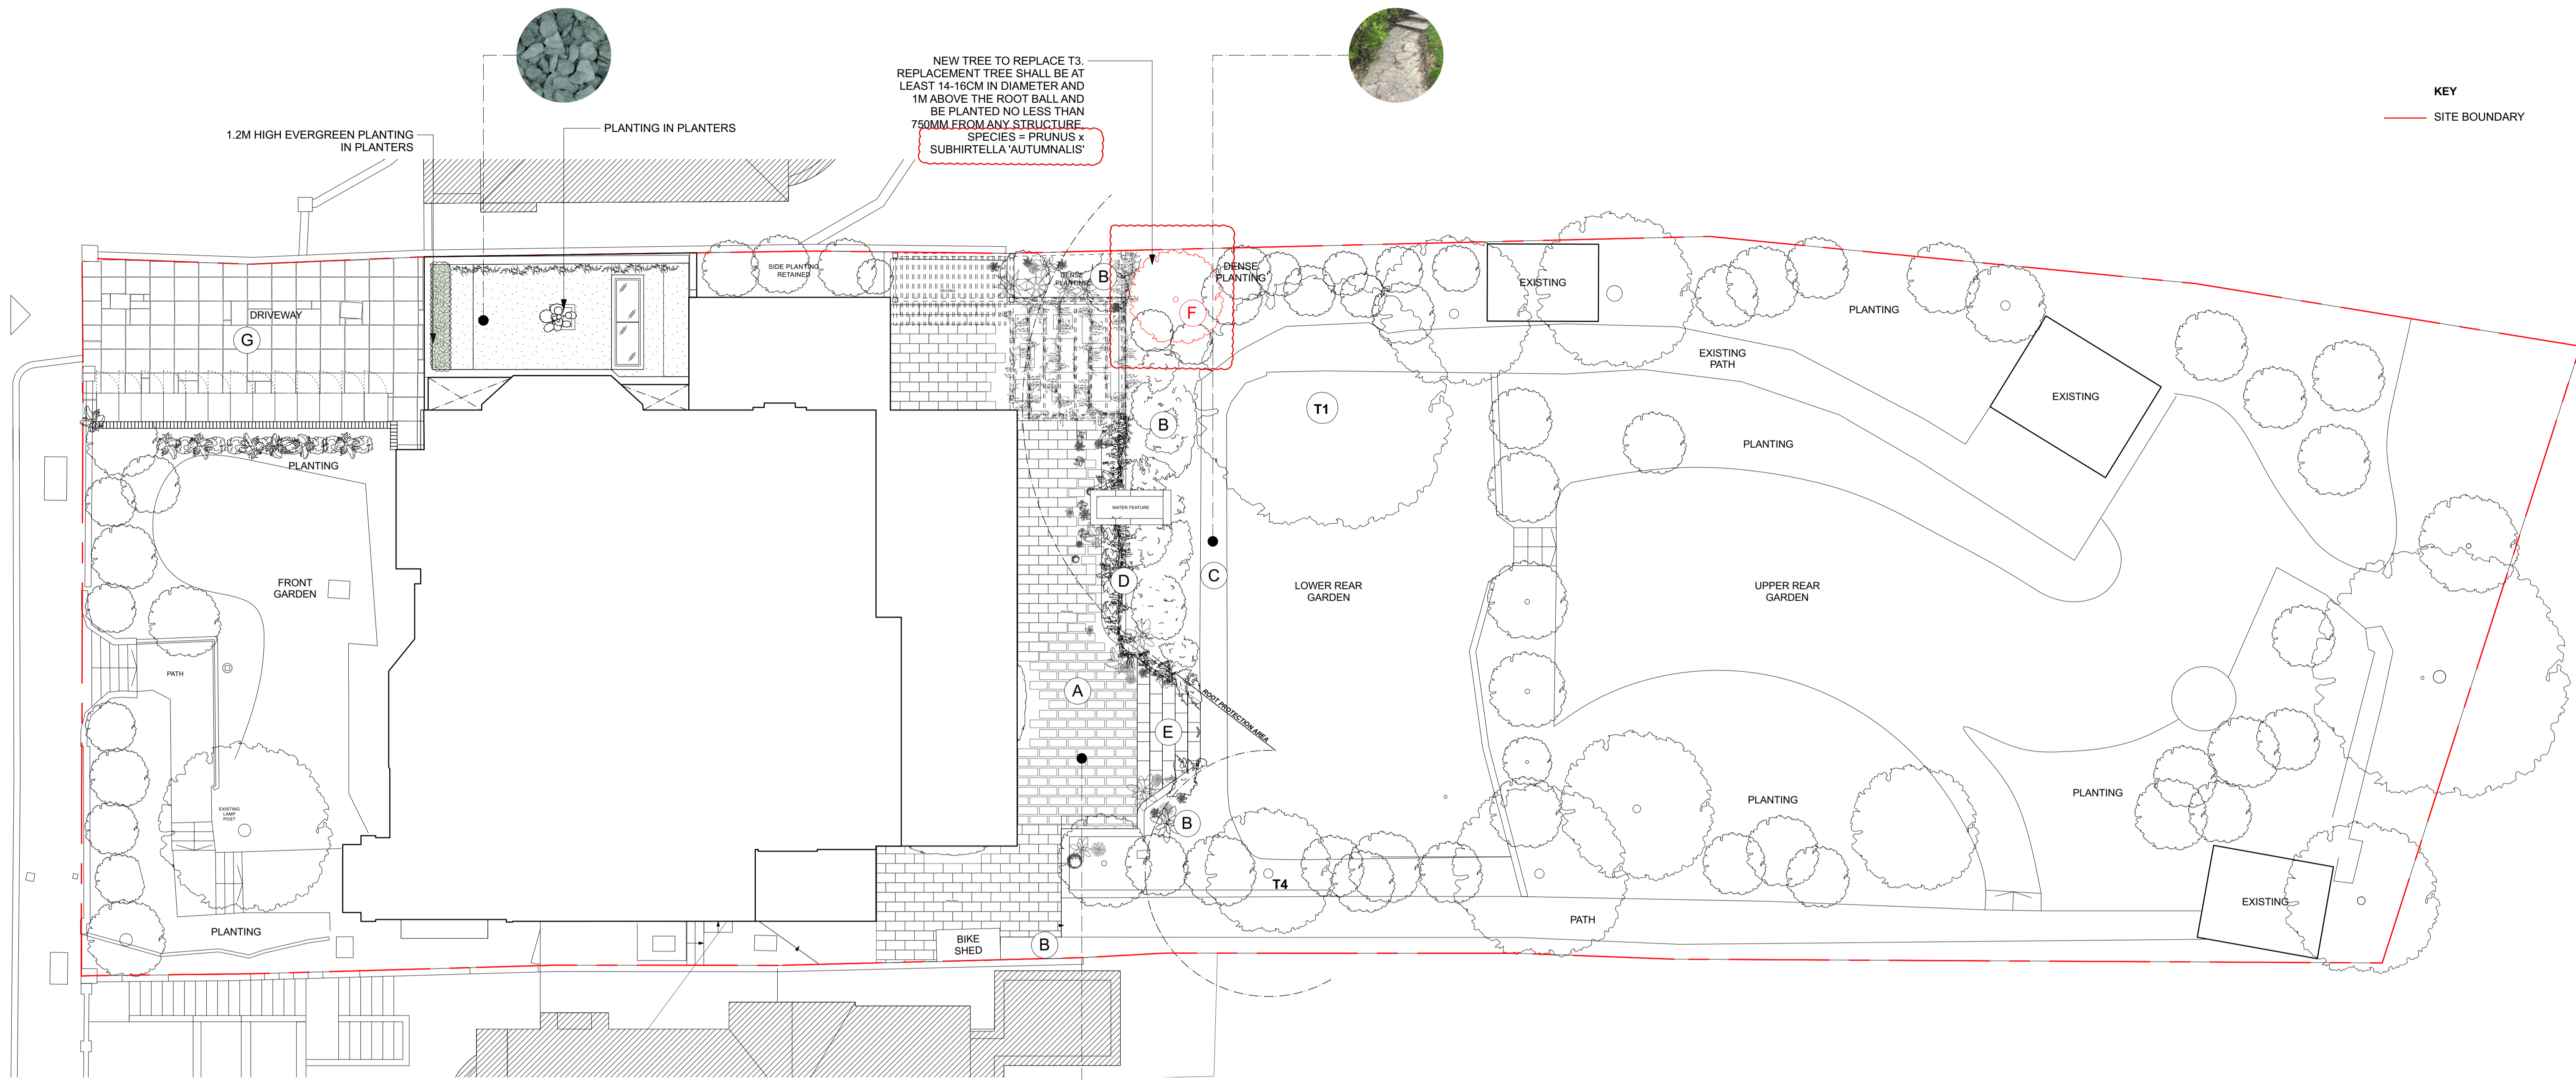 NEW TREE TO REPLACE T3.
REPLACEMENT TREE SHALL BE AT
LEAST 14-16CM IN DIAMETER AND
1M ABOVE THE ROOT BALL AND
BE PLANTED NO LESS THAN
750MM FROM ANY STRUCTURE.
SPECIES = PRUNUS x
SUBHIRTELLA 'AUTUMNALIS'
KEY
SITE BOUNDARY
1.2M HIGH EVERGREEN PLANTING
IN PLANTERS
PLANTING IN PLANTERS
SIDE PLANTING
RETAINED
DENSE
PLANTING
B
DENSE
PLANTING
F
EXISTING
PLANTING
DRIVEWAY
G
EXISTING
PATH
EXISTING
T1
B
PLANTING
PLANTING
WATER FEATURE
FRONT
GARDEN
D
C
LOWER REAR
GARDEN
UPPER REAR
GARDEN
PATH
A
ROOT PROTECTION AREA
E
EXISTING
LAMP
POST
B
PLANTING
PLANTING
T4
EXISTING
PATH
PLANTING
BIKE
SHED
B